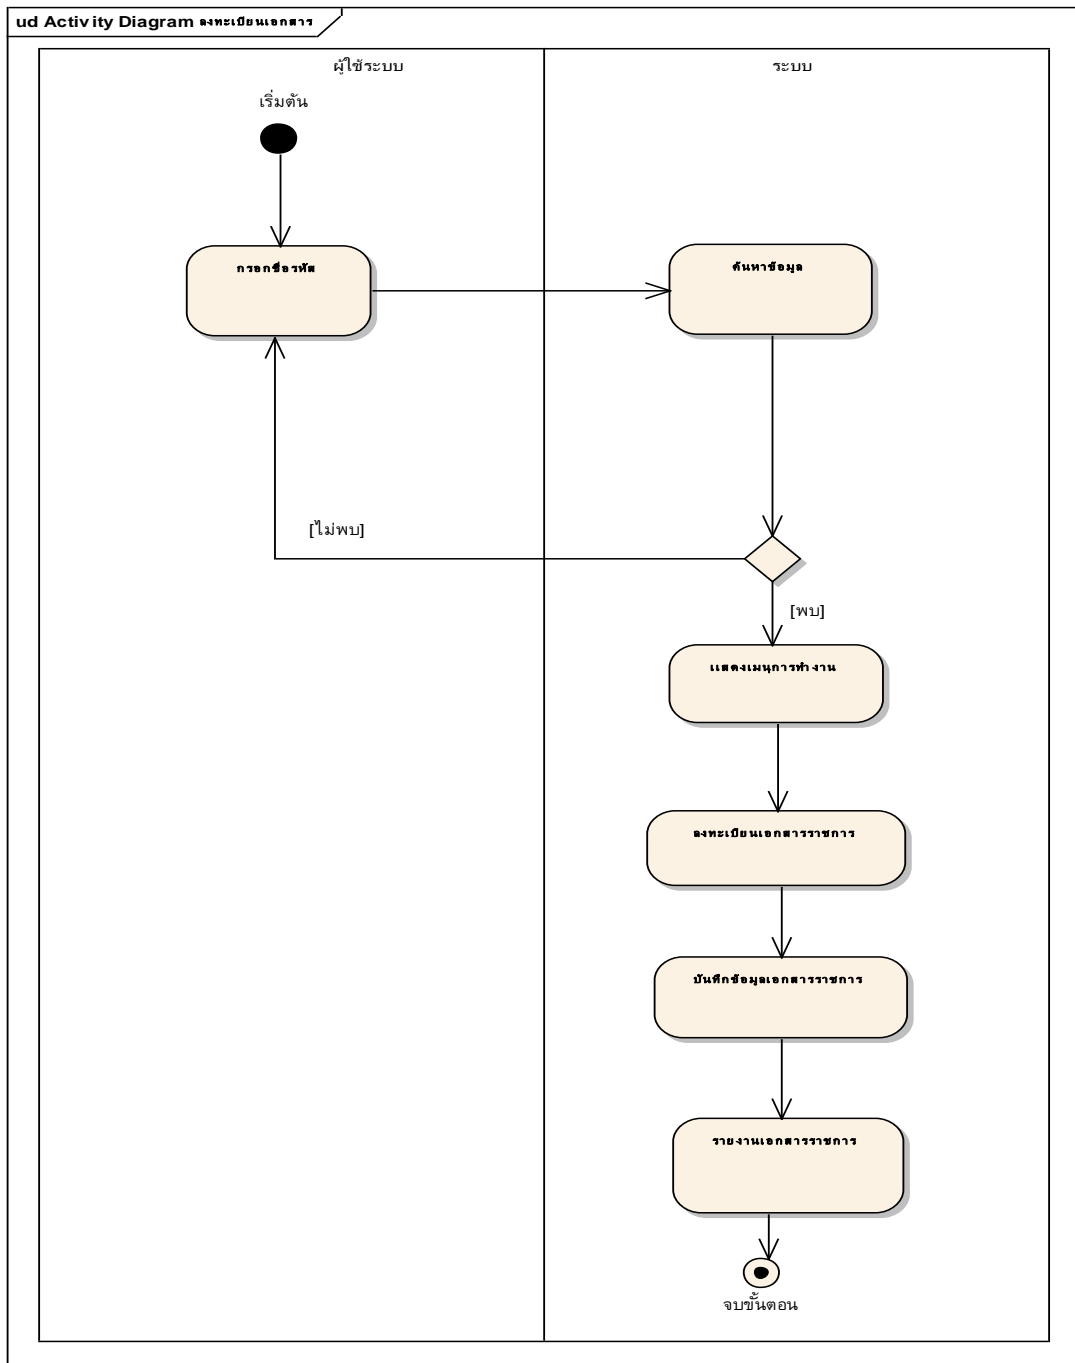 ud Activity Diagram ลงทะเบียนเอกสาร
ผู้ใช้ระบบ
ระบบ
เริ่มต้น
กรอกชื่อรหัส
ค้นหาข้อมูล
[ไม่พบ]
[พบ]
แสดงเมนูการทำงาน
ลงทะเบียนเอกสารราชการ
บันทึกข้อมูลเอกสารราชการ
รายงานเอกสารราชการ
จบขั้นตอน